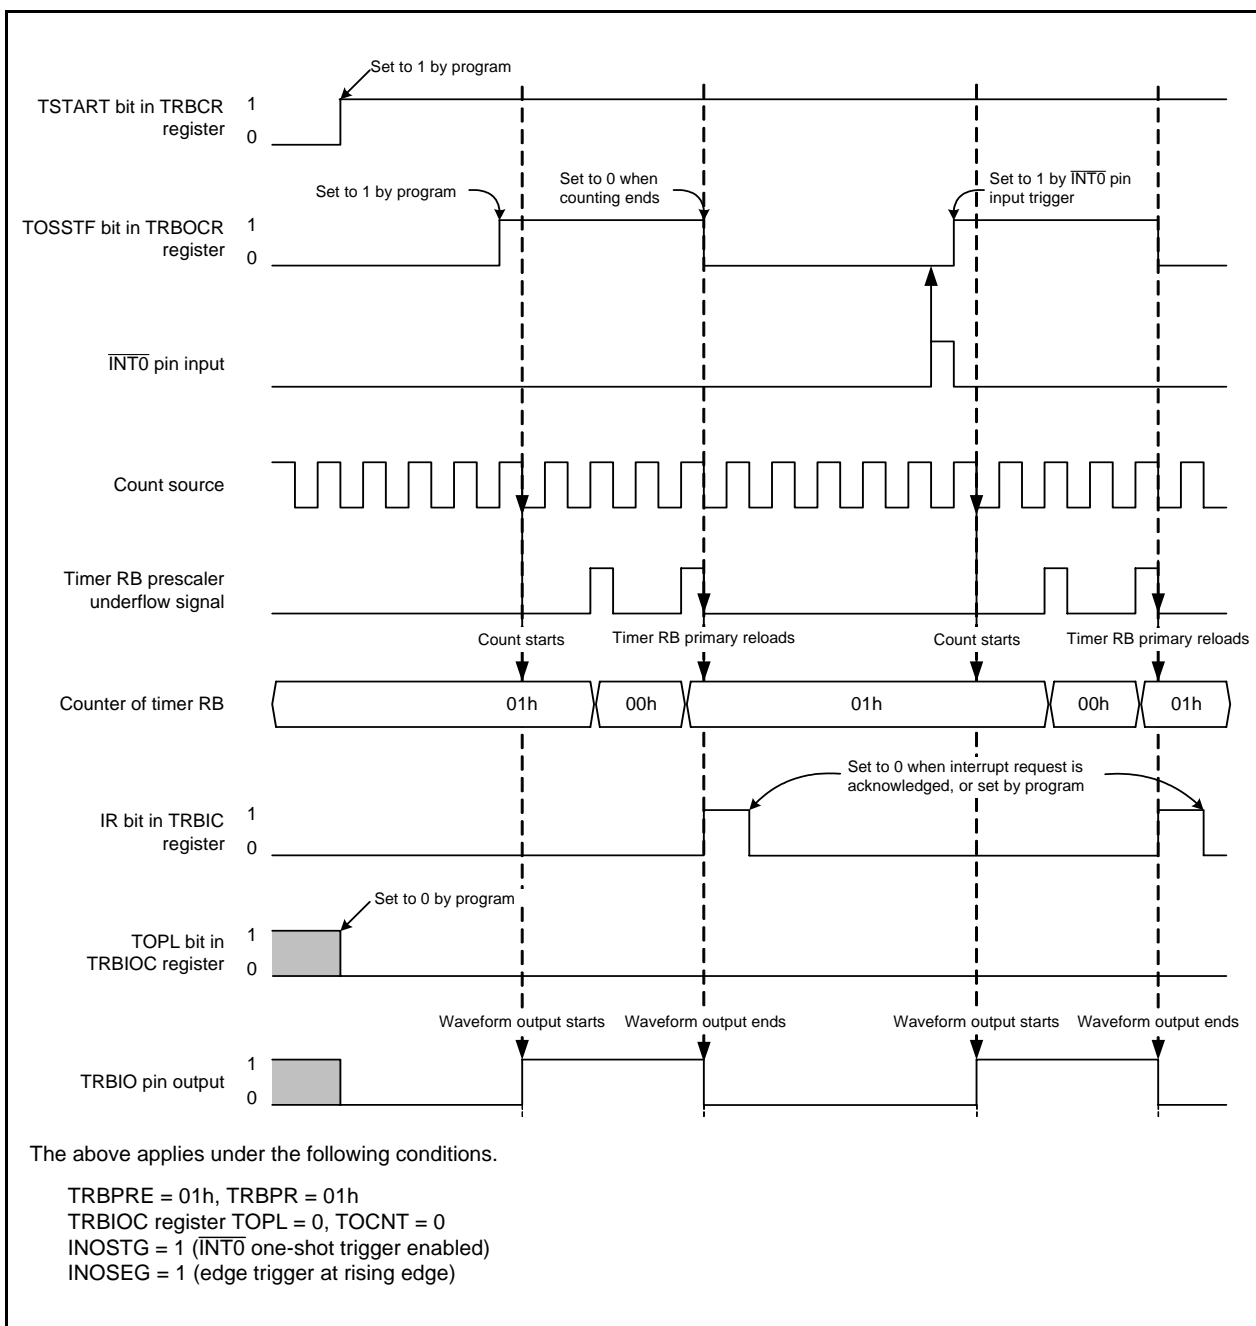 Set to 1 by program
TSTART bit in TRBCR
register
1
0
Set to 1 by program
Set to 0 when
counting ends
Set to 1 by INT0 pin
input trigger
TOSSTF bit in TRBOCR
register
1
0
INT0 pin input
Count source
Timer RB prescaler
underflow signal
Count starts
Timer RB primary reloads
Count starts
Timer RB primary reloads
Counter of timer RB
01h
00h
01h
00h
01h
Set to 0 when interrupt request is
acknowledged, or set by program
IR bit in TRBIC
register
1
0
Set to 0 by program
TOPL bit in
TRBIOC register
1
0
Waveform output starts
Waveform output ends
Waveform output starts
Waveform output ends
TRBIO pin output
1
0
The above applies under the following conditions.
TRBPRE = 01h, TRBPR = 01h
TRBIOC register TOPL = 0, TOCNT = 0
INOSTG = 1 (INT0 one-shot trigger enabled)
INOSEG = 1 (edge trigger at rising edge)